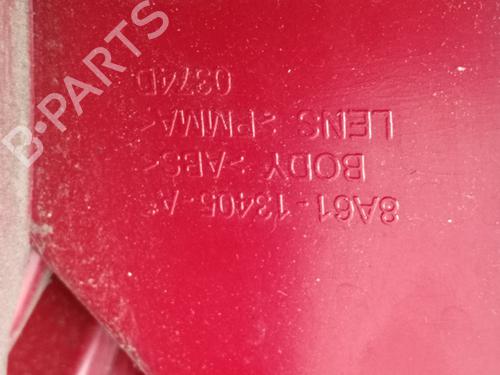 8A61-13405-A
BODY >ABS<
LENS >PMMA<
0374D
B-PARTS